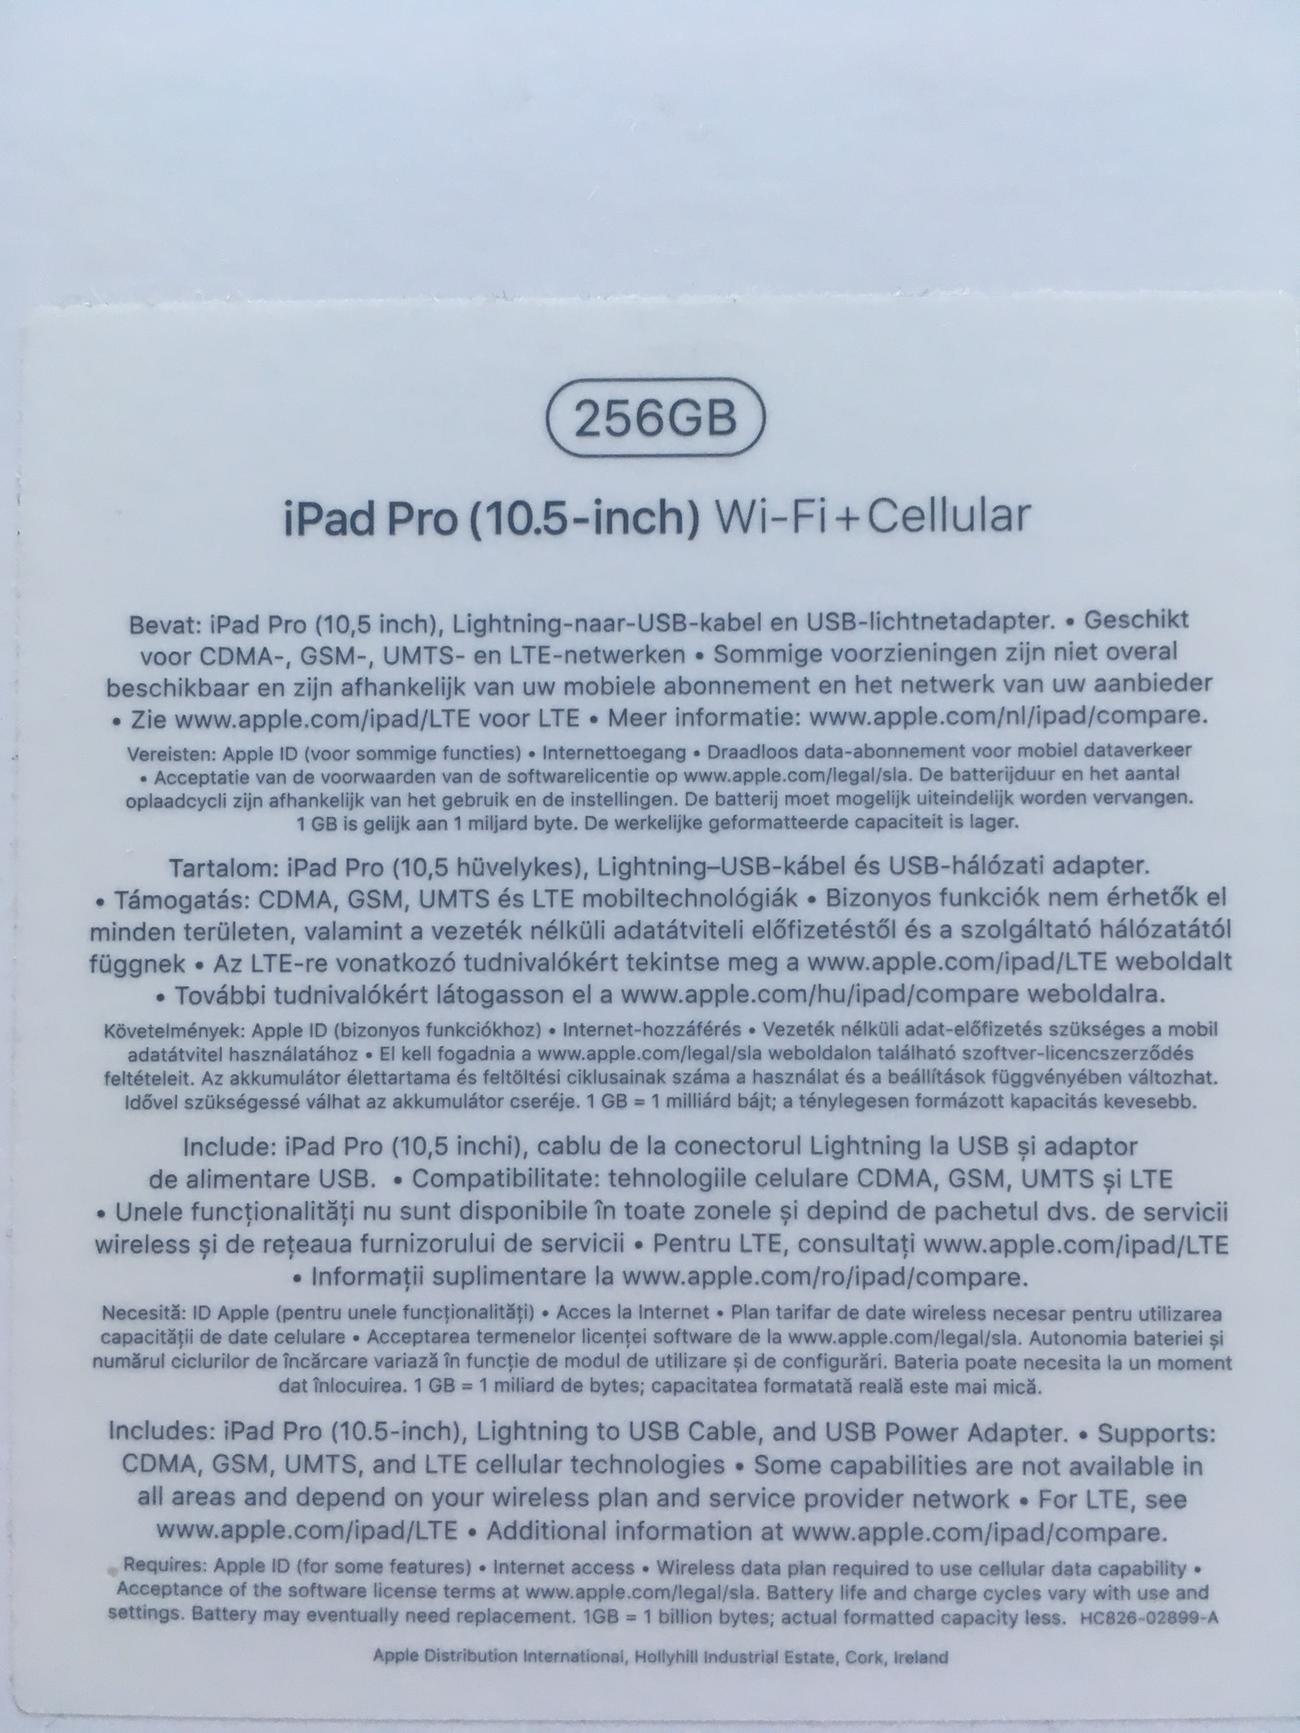 256GB
iPad Pro (10.5-inch) Wi-Fi + Cellular
Bevat: iPad Pro (10,5 inch), Lightning-naar-USB-kabel en USB-lichtnetadapter. • Geschikt
voor CDMA-, GSM-, UMTS- en LTE-netwerken • Sommige voorzieningen zijn niet overal
beschikbaar en zijn afhankelijk van uw mobiele abonnement en het netwerk van uw aanbieder
• Zie www.apple.com/ipad/LTE voor LTE • Meer informatie: www.apple.com/nl/ipad/compare.
Vereisten: Apple ID (voor sommige functies) • Internettoegang • Draadloos data-abonnement voor mobiel dataverkeer
• Acceptatie van de voorwaarden van de softwarelicentie op www.apple.com/legal/sla. De batterijduur en het aantal
oplaadcycli zijn afhankelijk van het gebruik en de instellingen. De batterij moet mogelijk uiteindelijk worden vervangen.
1 GB is gelijk aan 1 miljard byte. De werkelijke geformatteerde capaciteit is lager.
Tartalom: iPad Pro (10,5 hüvelykes), Lightning–USB-kábel és USB-hálózati adapter.
• Támogatás: CDMA, GSM, UMTS és LTE mobiltechnológiák • Bizonyos funkciók nem érhetők el
minden területen, valamint a vezeték nélküli adatátviteli előfizetéstől és a szolgáltató hálózatától
függnek • Az LTE-re vonatkozó tudnivalókért tekintse meg a www.apple.com/ipad/LTE weboldalt
• További tudnivalókért látogasson el a www.apple.com/hu/ipad/compare weboldalra.
Követelmények: Apple ID (bizonyos funkciókhoz) • Internet-hozzáférés • Vezeték nélküli adat-előfizetés szükséges a mobil
adatátvitel használatához • El kell fogadnia a www.apple.com/legal/sla weboldalon található szoftver-licencszerződés
feltételeit. Az akkumulátor élettartama és feltöltési ciklusainak száma a használat és a beállítások függvényében változhat.
Idővel szükségessé válhat az akkumulátor cseréje. 1 GB = 1 milliárd bájt; a ténylegesen formázott kapacitás kevesebb.
Include: iPad Pro (10,5 inchi), cablu de la conectorul Lightning la USB și adaptor
de alimentare USB. • Compatibilitate: tehnologiile celulare CDMA, GSM, UMTS și LTE
• Unele funcționalități nu sunt disponibile în toate zonele și depind de pachetul dvs. de servicii
wireless și de rețeaua furnizorului de servicii • Pentru LTE, consultați www.apple.com/ipad/LTE
• Informații suplimentare la www.apple.com/ro/ipad/compare.
Necesită: ID Apple (pentru unele funcționalități) • Acces la Internet • Plan tarifar de date wireless necesar pentru utilizarea
capacității de date celulare • Acceptarea termenelor licenței software de la www.apple.com/legal/sla. Autonomia bateriei și
numărul ciclurilor de încărcare variază în funcție de modul de utilizare și de configurări. Bateria poate necesita la un moment
dat înlocuirea. 1 GB = 1 miliard de bytes; capacitatea formatată reală este mai mică.
Includes: iPad Pro (10.5-inch), Lightning to USB Cable, and USB Power Adapter. • Supports:
CDMA, GSM, UMTS, and LTE cellular technologies • Some capabilities are not available in
all areas and depend on your wireless plan and service provider network • For LTE, see
www.apple.com/ipad/LTE • Additional information at www.apple.com/ipad/compare.
Requires: Apple ID (for some features) • Internet access • Wireless data plan required to use cellular data capability •
Acceptance of the software license terms at www.apple.com/legal/sla. Battery life and charge cycles vary with use and
settings. Battery may eventually need replacement. 1GB = 1 billion bytes; actual formatted capacity less. HC826-02899-A
Apple Distribution International, Hollyhill Industrial Estate, Cork, Ireland